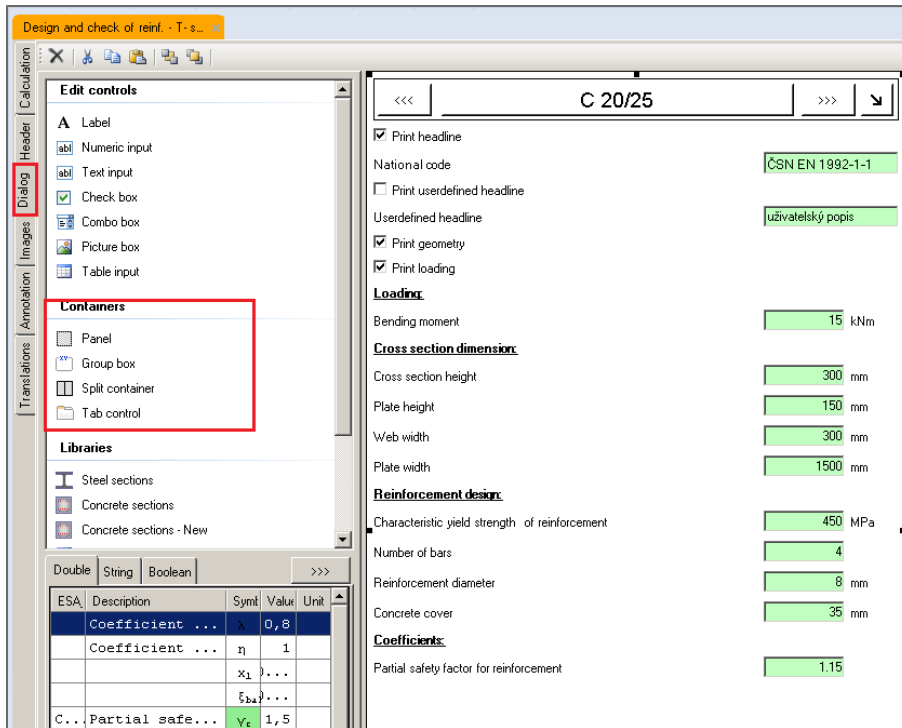 Design and check of reinf. - T- s...
Calculation
Header
Dialog
Images
Annotation
Translations
Edit controls
A Label
abl Numeric input
abl Text input
Check box
Combo box
Picture box
Table input
Containers
Panel
Group box
Split container
Tab control
Libraries
Steel sections
Concrete sections
Concrete sections - New
Double String Boolean >>>
ESA Description Symb Value Unit
Coefficient ... λ 0,8
Coefficient ... η 1
x1 )...
ξba )...
C... Partial safe... 1,5
<<< C 20/25 >>>
Print headline
National code ČSN EN 1992-1-1
Print userdefined headline
Userdefined headline uživatelský popis
Print geometry
Print loading
Loading:
Bending moment 15 kNm
Cross section dimension:
Cross section height 300 mm
Plate height 150 mm
Web width 300 mm
Plate width 1500 mm
Reinforcement design:
Characteristic yield strength of reinforcement 450 MPa
Number of bars 4
Reinforcement diameter 8 mm
Concrete cover 35 mm
Coefficients:
Partial safety factor for reinforcement 1.15